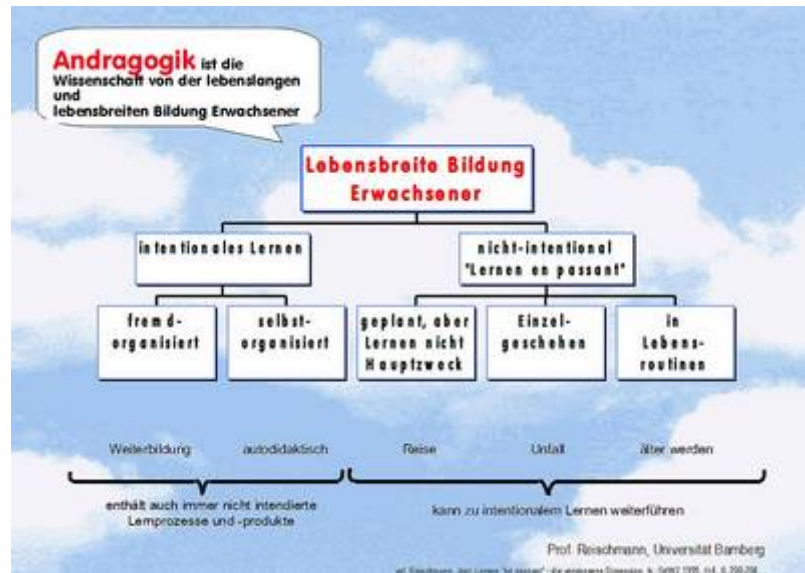 Andragogik ist die
Wissenschaft von der lebenslangen
und
lebensbreiten Bildung Erwachsener
Lebensbreite Bildung
Erwachsener
intentionales Lernen
nicht-intentional
"Lernen en passant"
fremd-
organisiert
selbst-
organisiert
geplant, aber
Lernen nicht
Hauptzweck
Einzel-
geschehen
in
Lebens-
routinen
Weiterbildung autodidaktisch Reise Unfall älter werden
enthält auch immer nicht intendierte
Lernprozesse und -produkte
kann zu intentionalem Lernen weiterführen
Prof. Reischmann, Universität Bamberg